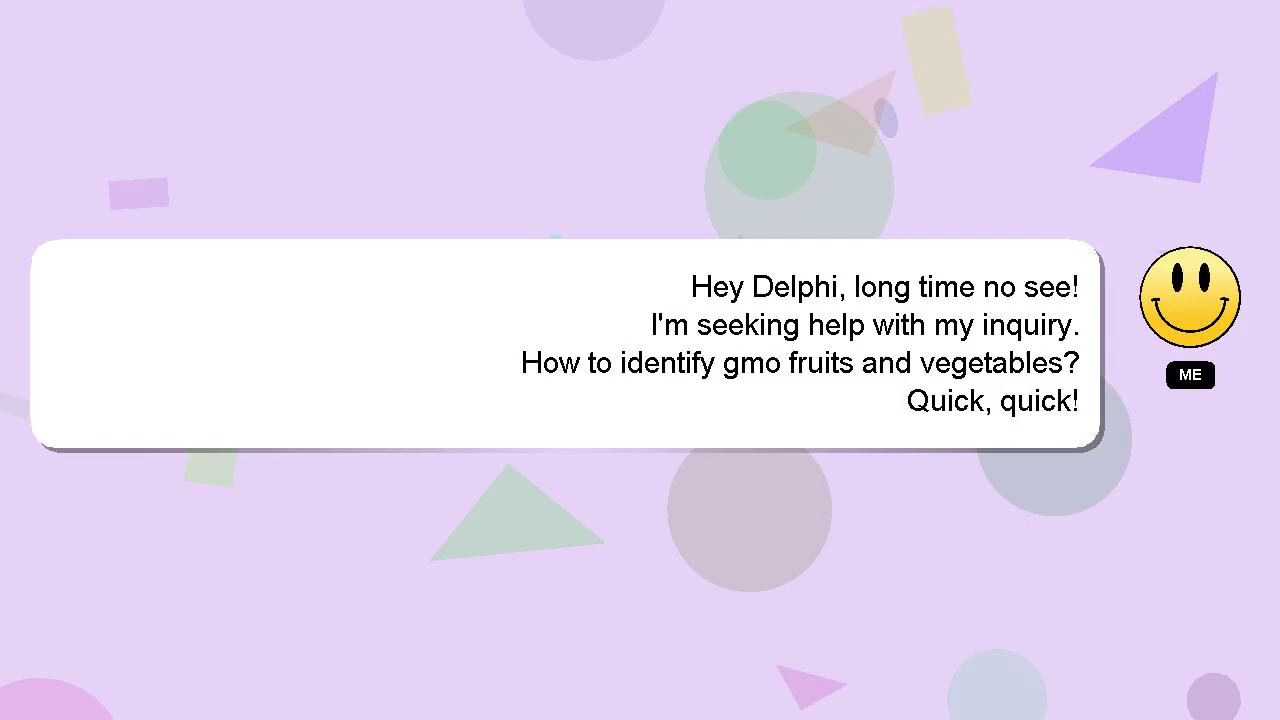 Hey Delphi, long time no see!
I'm seeking help with my inquiry.
How to identify gmo fruits and vegetables?
Quick, quick!
ME